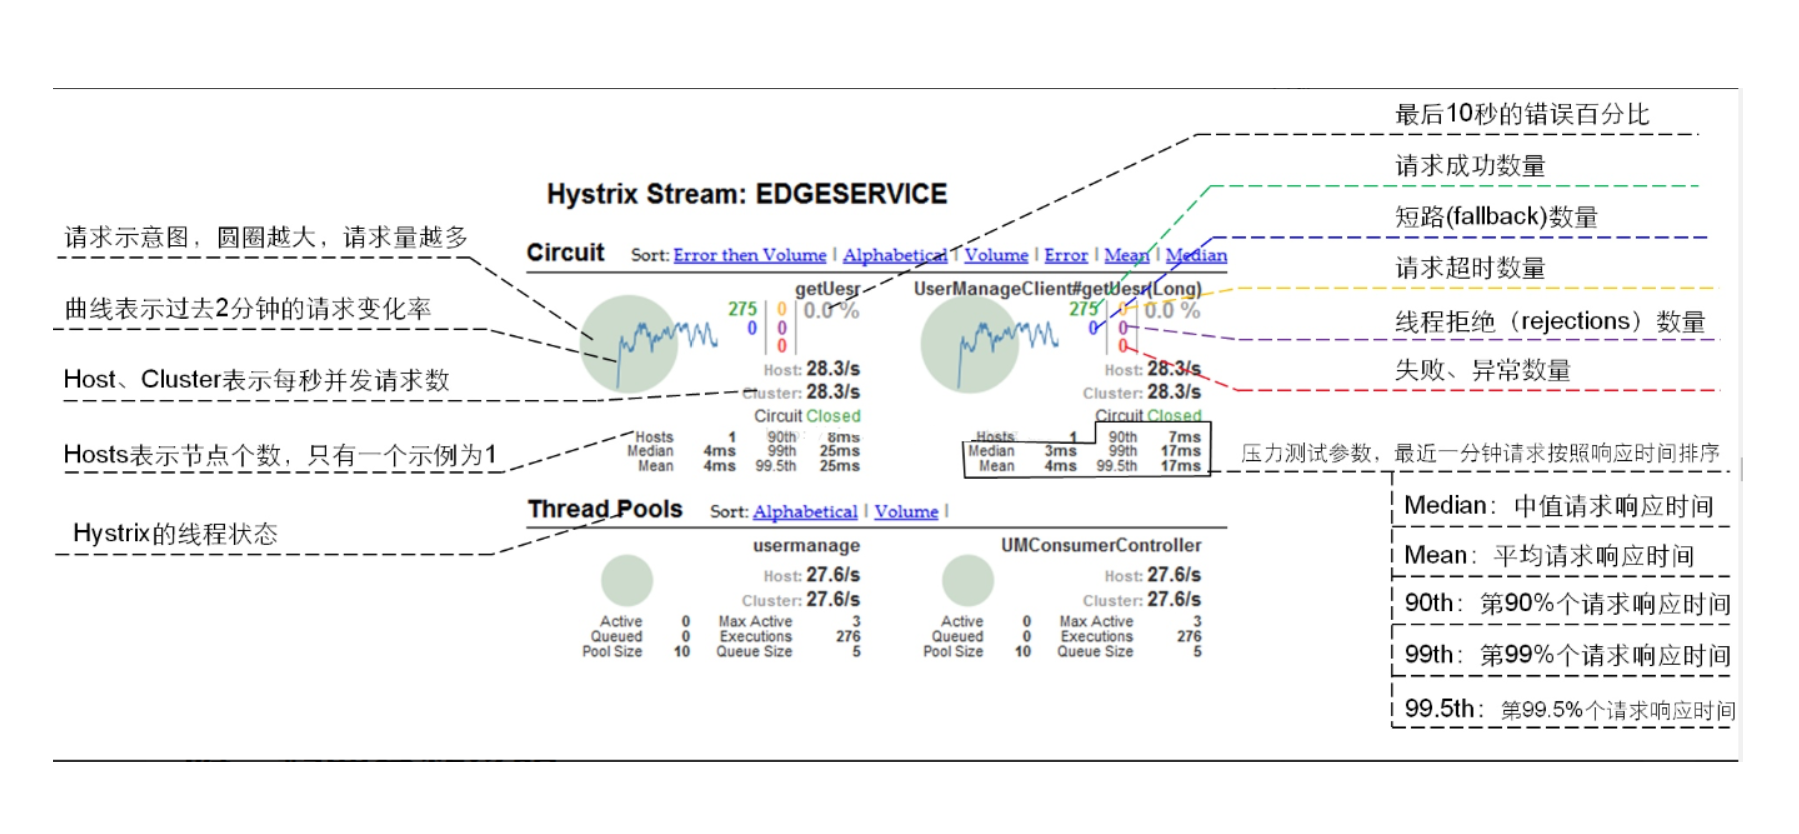 最后10秒的错误百分比
请求成功数量
短路(fallback)数量
请求超时数量
线程拒绝（rejections）数量
失败、异常数量
请求示意图，圆圈越大，请求量越多
曲线表示过去2分钟的请求变化率
Host、Cluster表示每秒并发请求数
Hosts表示节点个数，只有一个示例为1
Hystrix的线程状态
Hystrix Stream: EDGESERVICE
Circuit Sort: Error then Volume | Alphabetical | Volume | Error | Mean | Median
getUesr
275 0 0.0 %
0 0
0
Host: 28.3/s
Cluster: 28.3/s
Circuit Closed
Hosts 1 90th 8ms
Median 4ms 99th 25ms
Mean 4ms 99.5th 25ms
UserManageClient#getUesr(Long)
275 0 0.0 %
0 0
0
Host: 28.3/s
Cluster: 28.3/s
Circuit Closed
Hosts 1 90th 7ms
Median 3ms 99th 17ms
Mean 4ms 99.5th 17ms
Thread Pools Sort: Alphabetical | Volume |
usermanage
Host: 27.6/s
Cluster: 27.6/s
Active 0 Max Active 3
Queued 0 Executions 276
Pool Size 10 Queue Size 5
UMConsumerController
Host: 27.6/s
Cluster: 27.6/s
Active 0 Max Active 3
Queued 0 Executions 276
Pool Size 10 Queue Size 5
压力测试参数，最近一分钟请求按照响应时间排序
Median：中值请求响应时间
Mean：平均请求响应时间
90th：第90%个请求响应时间
99th：第99%个请求响应时间
99.5th：第99.5%个请求响应时间